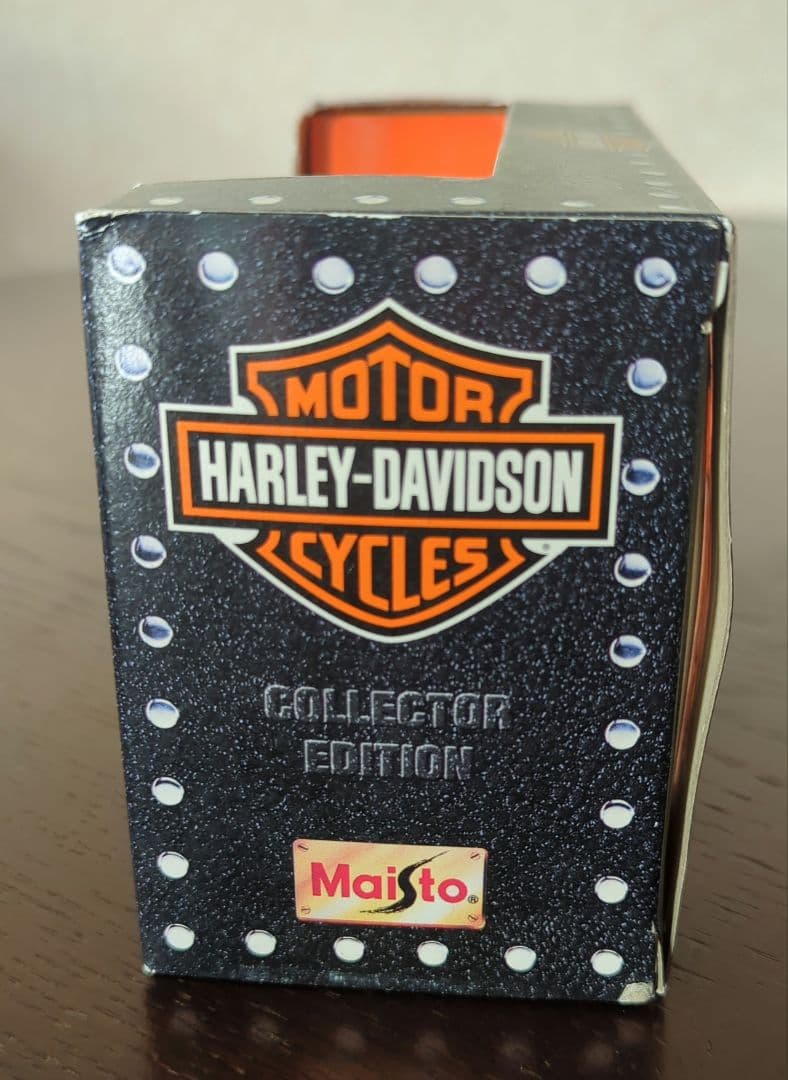 MOTOR
HARLEY-DAVIDSON
CYCLES
COLLECTOR
EDITION
Maisto®